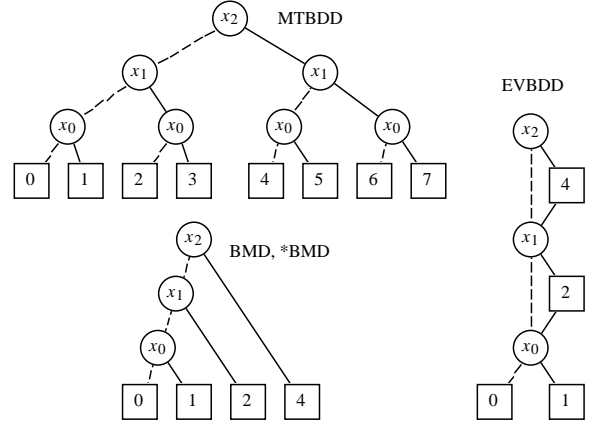 x2 MTBDD
x1 x1
x0 x0 x0 x0
0 1 2 3 4 5 6 7
x2 BMD, *BMD
x1
x0
0 1 2 4
EVBDD
x2
4
x1
2
x0
0 1